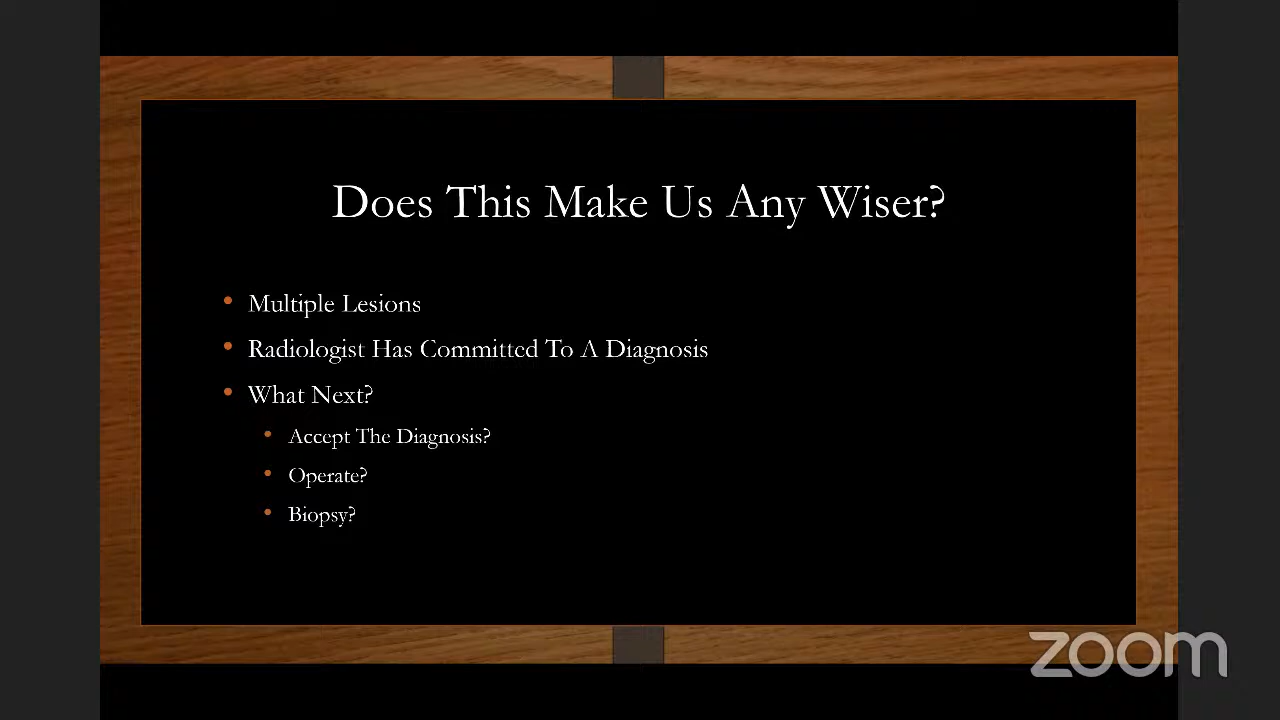 Does This Make Us Any Wiser?
• Multiple Lesions
• Radiologist Has Committed To A Diagnosis
• What Next?
• Accept The Diagnosis?
• Operate?
• Biopsy?
zoom